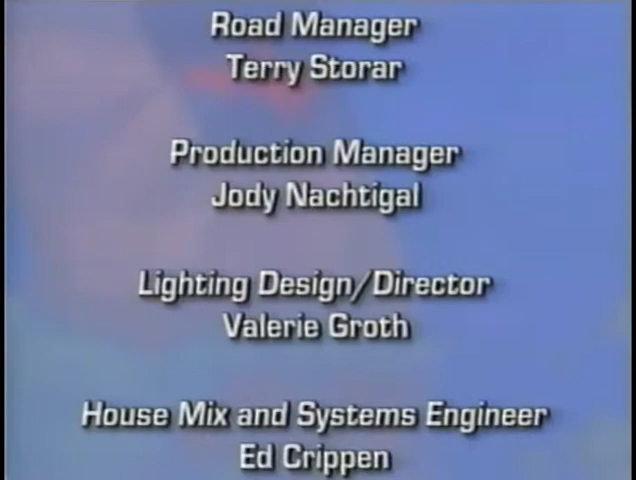 Road Manager
Terry Storar
Production Manager
Jody Nachtigal
Lighting Design/Director
Valerie Groth
House Mix and Systems Engineer
Ed Crippen